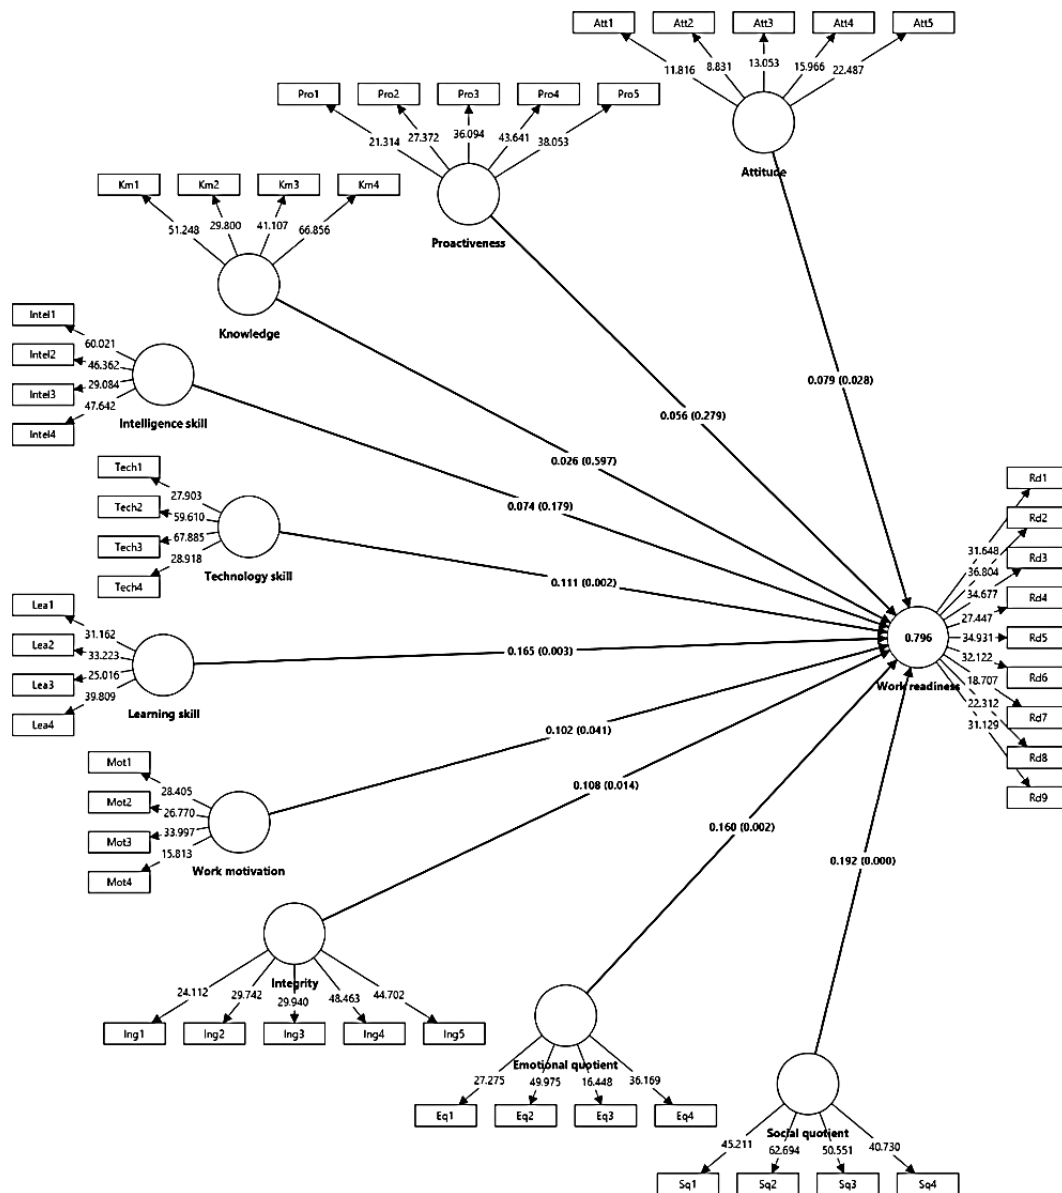 Att1 Att2 Att3 Att4 Att5
11.816 8.831 13.053 15.966 22.487
Attitude
Pro1 Pro2 Pro3 Pro4 Pro5
21.314 27.372 36.094 43.641 38.053
Proactiveness
Km1 Km2 Km3 Km4
51.248 29.800 41.107 66.856
Knowledge
Intel1
Intel2
Intel3
Intel4
60.021
46.362
29.084
47.642
Intelligence skill
Tech1
Tech2
Tech3
Tech4
27.903
59.610
67.885
28.918
Technology skill
Lea1
Lea2
Lea3
Lea4
31.162
33.223
25.016
39.809
Learning skill
Mot1
Mot2
Mot3
Mot4
28.405
26.770
33.997
15.813
Work motivation
Integrity
24.112 29.742 29.940 48.463 44.702
Ing1 Ing2 Ing3 Ing4 Ing5
Emotional quotient
27.275 49.975 16.448 36.169
Eq1 Eq2 Eq3 Eq4
Social quotient
45.211 62.694 50.551 40.730
Sq1 Sq2 Sq3 Sq4
0.079 (0.028)
0.056 (0.279)
0.026 (0.597)
0.074 (0.179)
0.111 (0.002)
0.165 (0.003)
0.102 (0.041)
0.108 (0.014)
0.160 (0.002)
0.192 (0.000)
0.796
Work readiness
31.648
36.804
34.677
27.447
34.931
32.122
18.707
22.312
31.129
Rd1
Rd2
Rd3
Rd4
Rd5
Rd6
Rd7
Rd8
Rd9